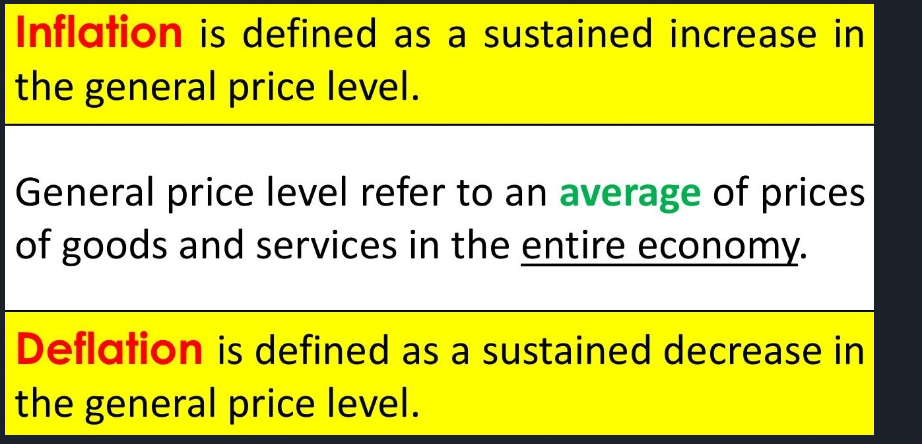 Inflation is defined as a sustained increase in
the general price level.
General price level refer to an average of prices
of goods and services in the entire economy.
Deflation is defined as a sustained decrease in
the general price level.